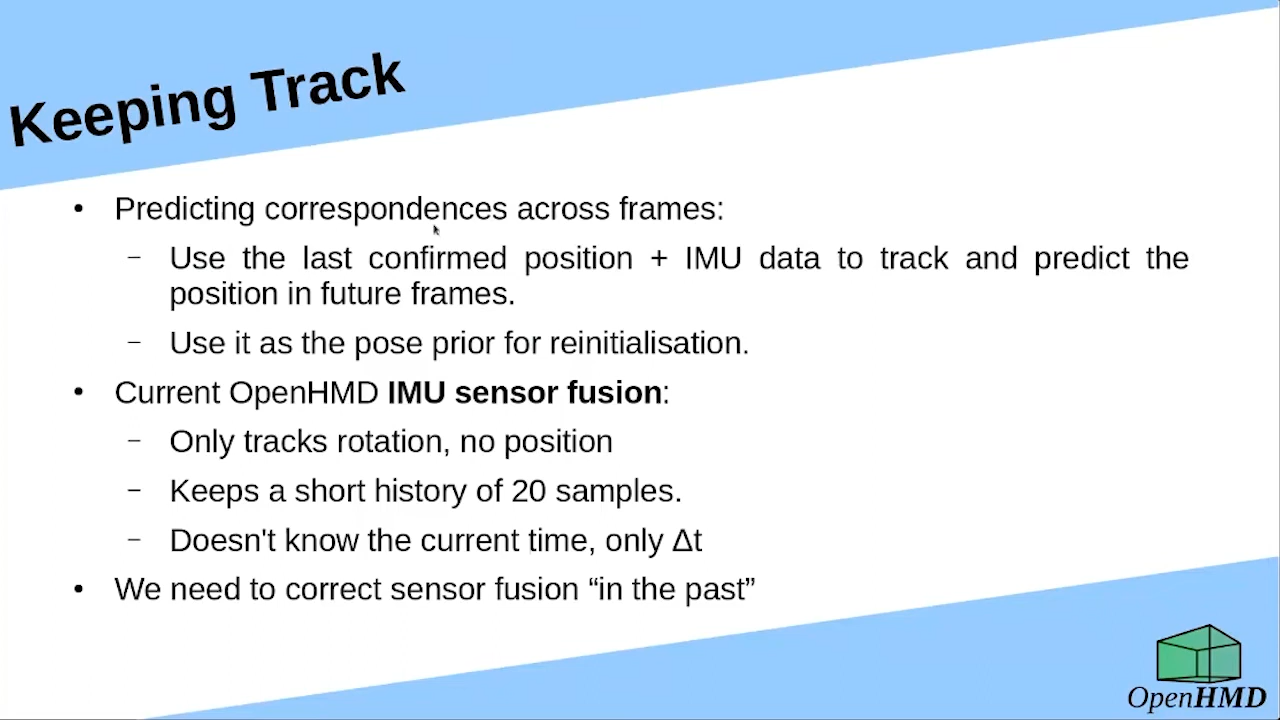 Keeping Track
• Predicting correspondences across frames:
– Use the last confirmed position + IMU data to track and predict the
position in future frames.
– Use it as the pose prior for reinitialisation.
• Current OpenHMD IMU sensor fusion:
– Only tracks rotation, no position
– Keeps a short history of 20 samples.
– Doesn't know the current time, only Δt
• We need to correct sensor fusion “in the past”
OpenHMD